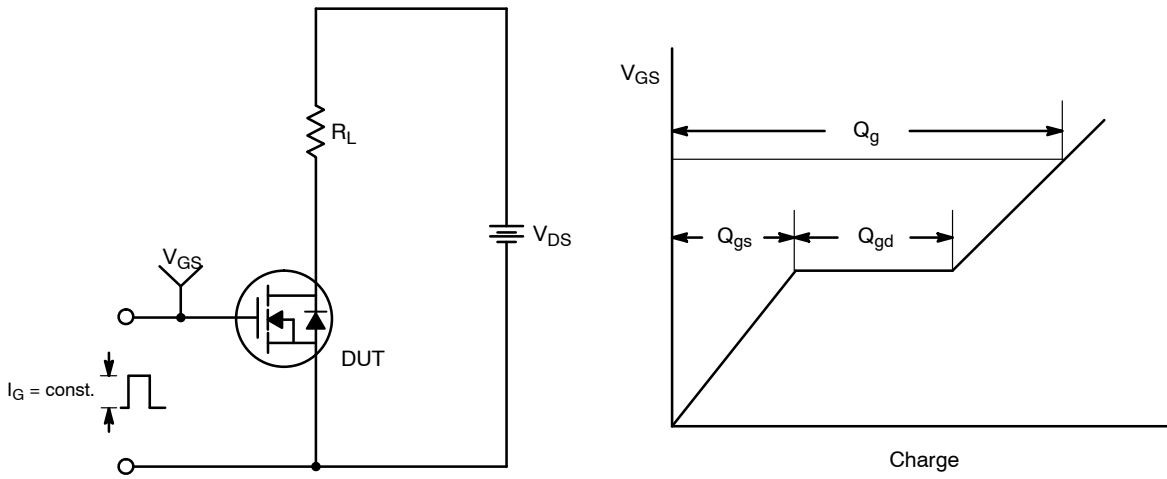 R_L
V_DS
V_GS
DUT
I_G = const.
V_GS
Q_g
Q_gs
Q_gd
Charge